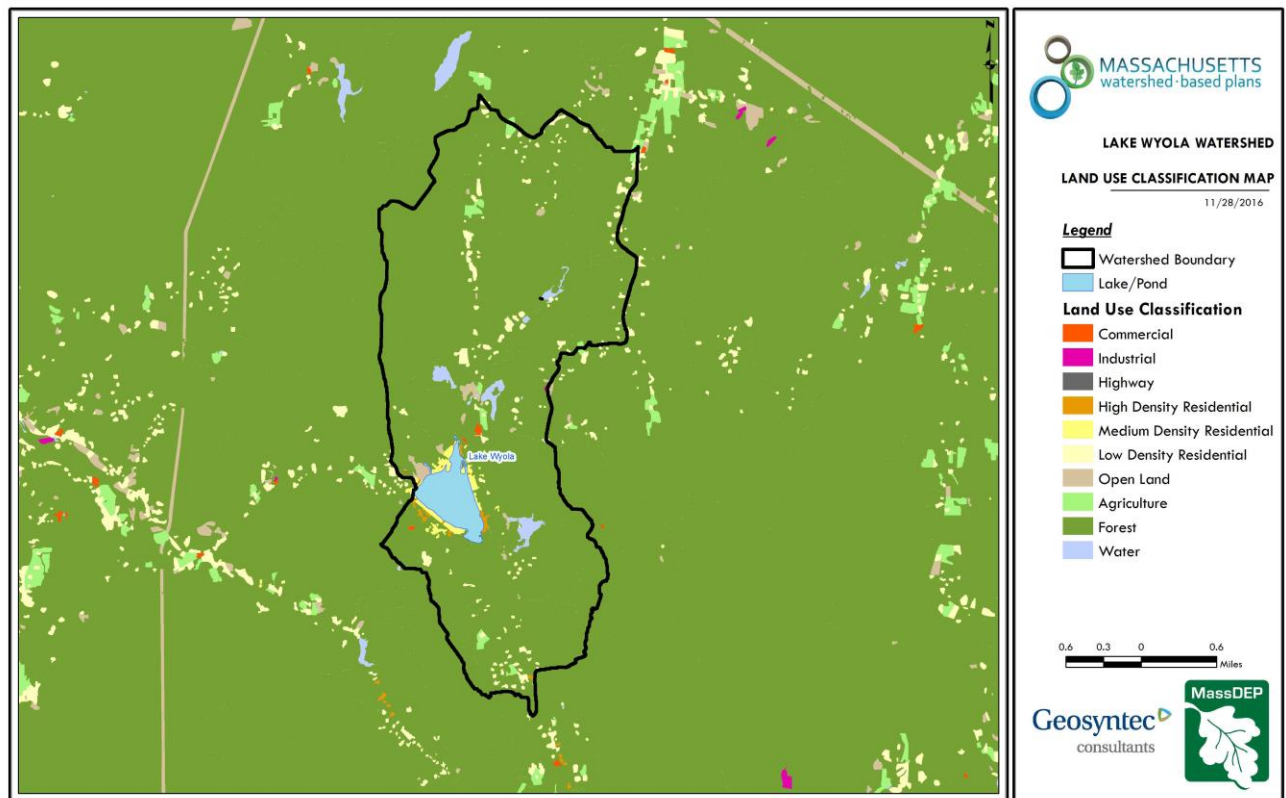 Lake Wyola
MASSACHUSETTS
watershed·based plans
LAKE WYOLA WATERSHED
LAND USE CLASSIFICATION MAP
11/28/2016
Legend
Watershed Boundary
Lake/Pond
Land Use Classification
Commercial
Industrial
Highway
High Density Residential
Medium Density Residential
Low Density Residential
Open Land
Agriculture
Forest
Water
0.6 0.3 0 0.6
Miles
Geosyntec
consultants
MassDEP